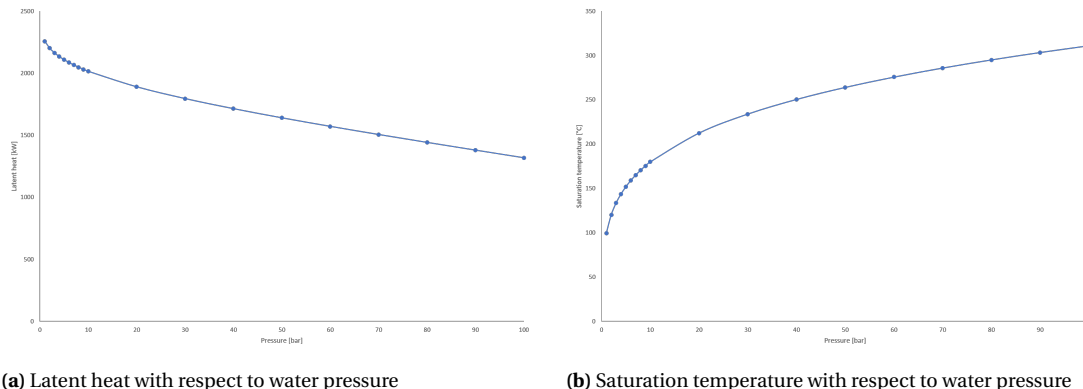 2500
2000
1500
1000
500
0
Latent heat [kW]
0 10 20 30 40 50 60 70 80 90 100
Pressure [bar]
(a) Latent heat with respect to water pressure
350
300
250
200
150
100
50
0
Saturation temperature [°C]
0 10 20 30 40 50 60 70 80 90
Pressure [bar]
(b) Saturation temperature with respect to water pressure